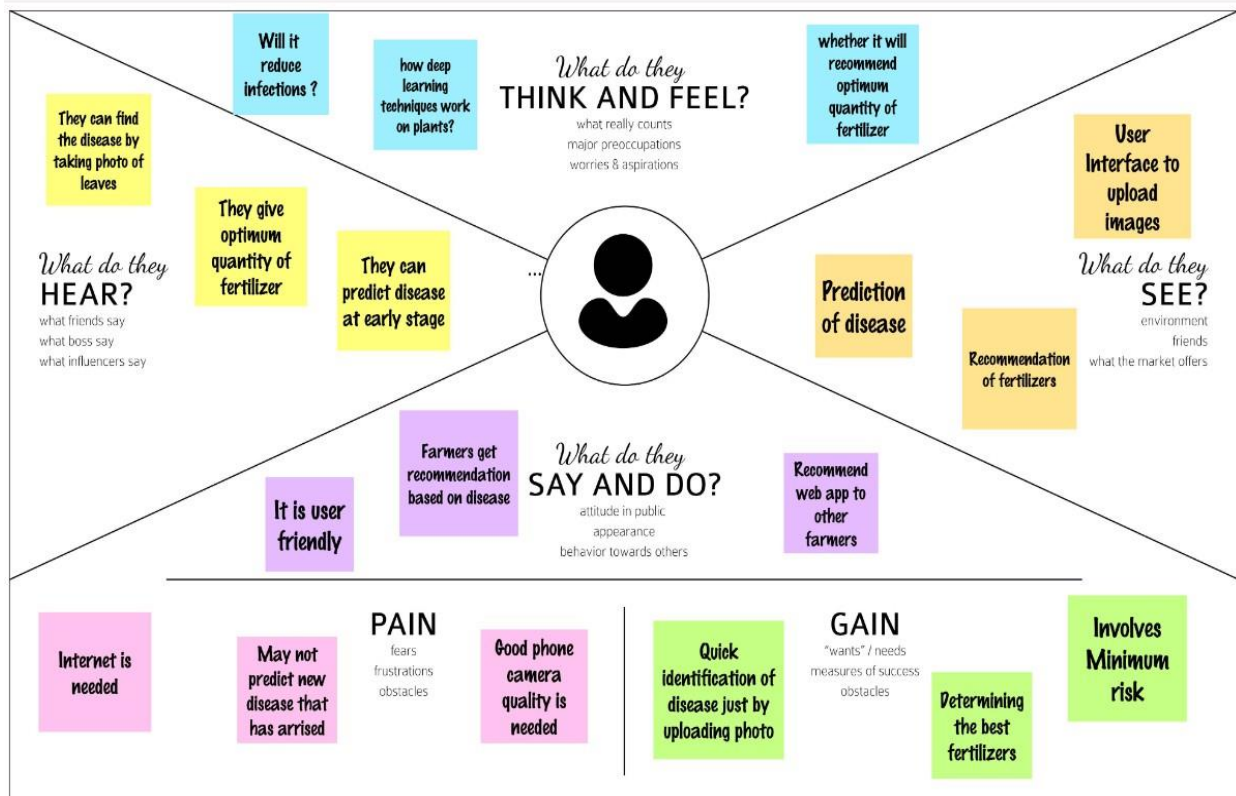 Will it
reduce
infections ?
how deep
learning
techniques work
on plants?
What do they
THINK AND FEEL?
what really counts
major preoccupations
worries & aspirations
whether it will
recommend
optimum
quantity of
fertilizer
They can find
the disease by
taking photo of
leaves
They give
optimum
quantity of
fertilizer
They can
predict disease
at early stage
What do they
HEAR?
what friends say
what boss say
what influencers say
...
User
Interface to
upload
images
Prediction
of disease
Recommendation
of fertilizers
What do they
SEE?
environment
friends
what the market offers
It is user
friendly
Farmers get
recommendation
based on disease
What do they
SAY AND DO?
attitude in public
appearance
behavior towards others
Recommend
web app to
other
farmers
Internet is
needed
May not
predict new
disease that
has arrised
PAIN
fears
frustrations
obstacles
Good phone
camera
quality is
needed
Quick
identification of
disease just by
uploading photo
GAIN
"wants" / needs
measures of success
obstacles
Determining
the best
fertilizers
Involves
Minimum
risk